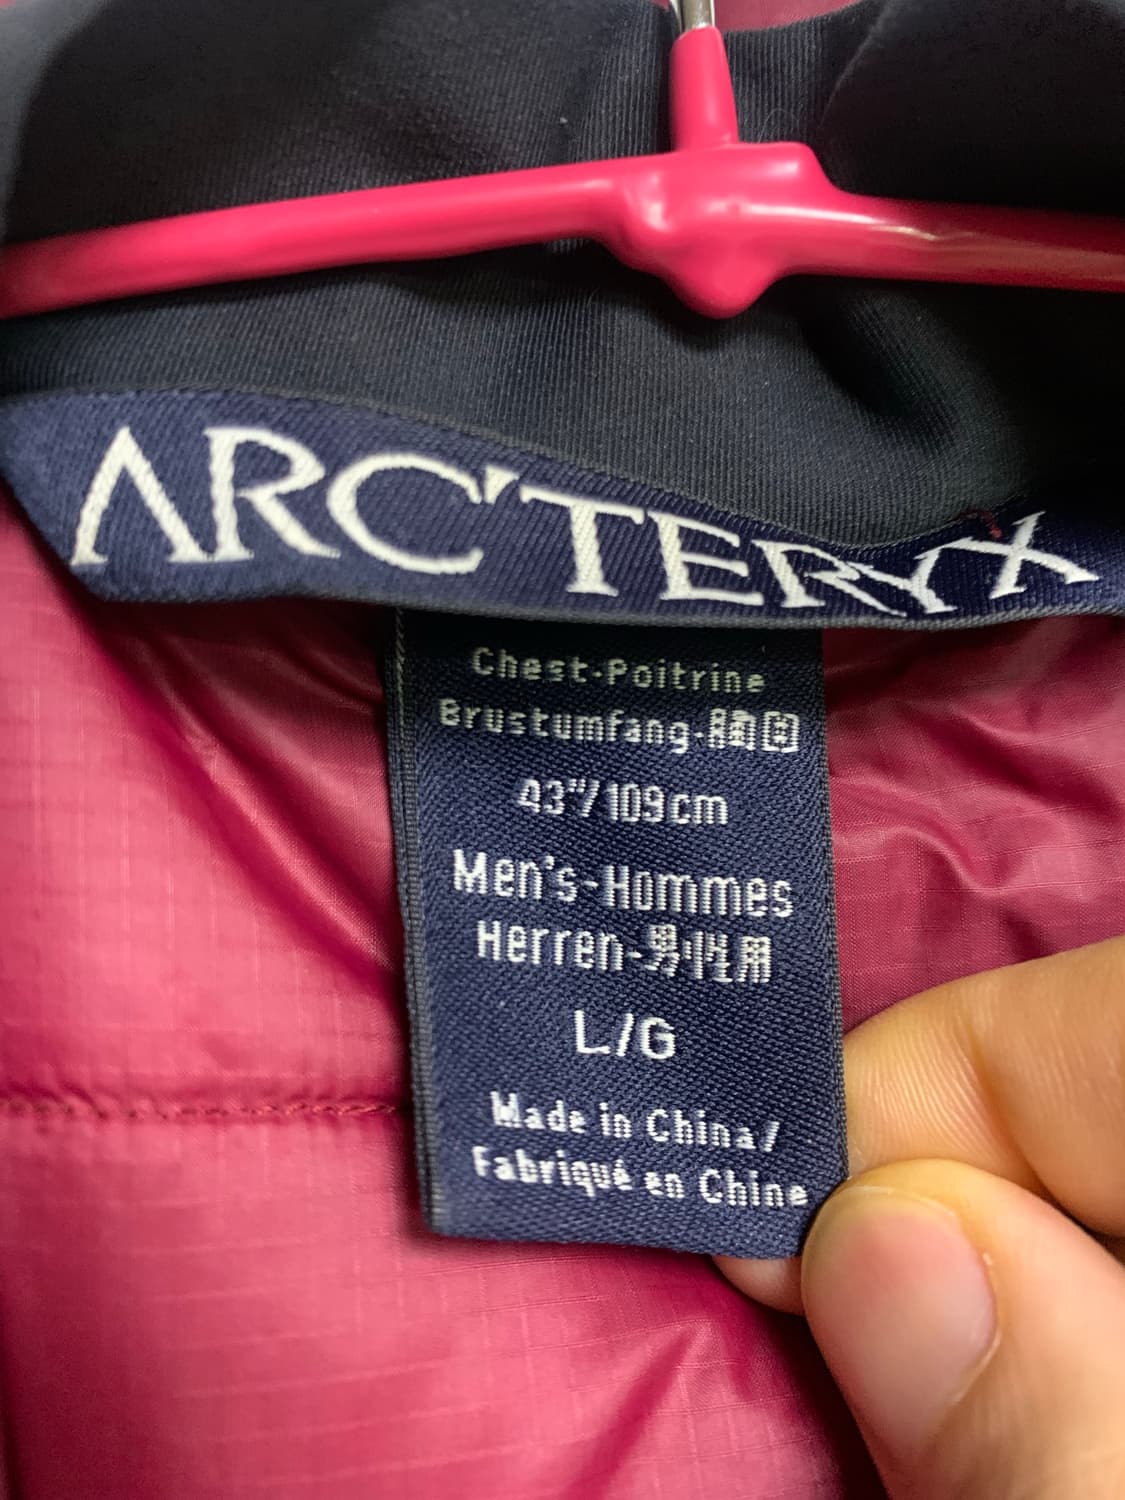 ARC'TERYX
Chest-Poitrine
Brustumfang-胸囲
43"/109cm
Men's-Hommes
Herren-男性用
L/G
Made in China/
Fabriqué en Chine